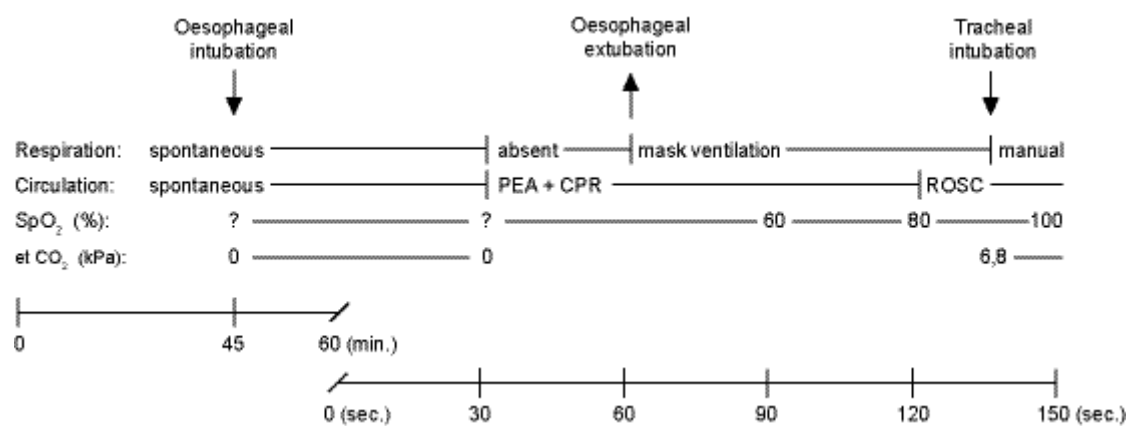 Oesophageal intubation
Oesophageal extubation
Tracheal intubation
Respiration: spontaneous absent mask ventilation manual
Circulation: spontaneous PEA + CPR ROSC
SpO₂ (%): ? ? 60 80 100
et CO₂ (kPa): 0 0 6,8
0 45 60 (min.)
0 (sec.) 30 60 90 120 150 (sec.)